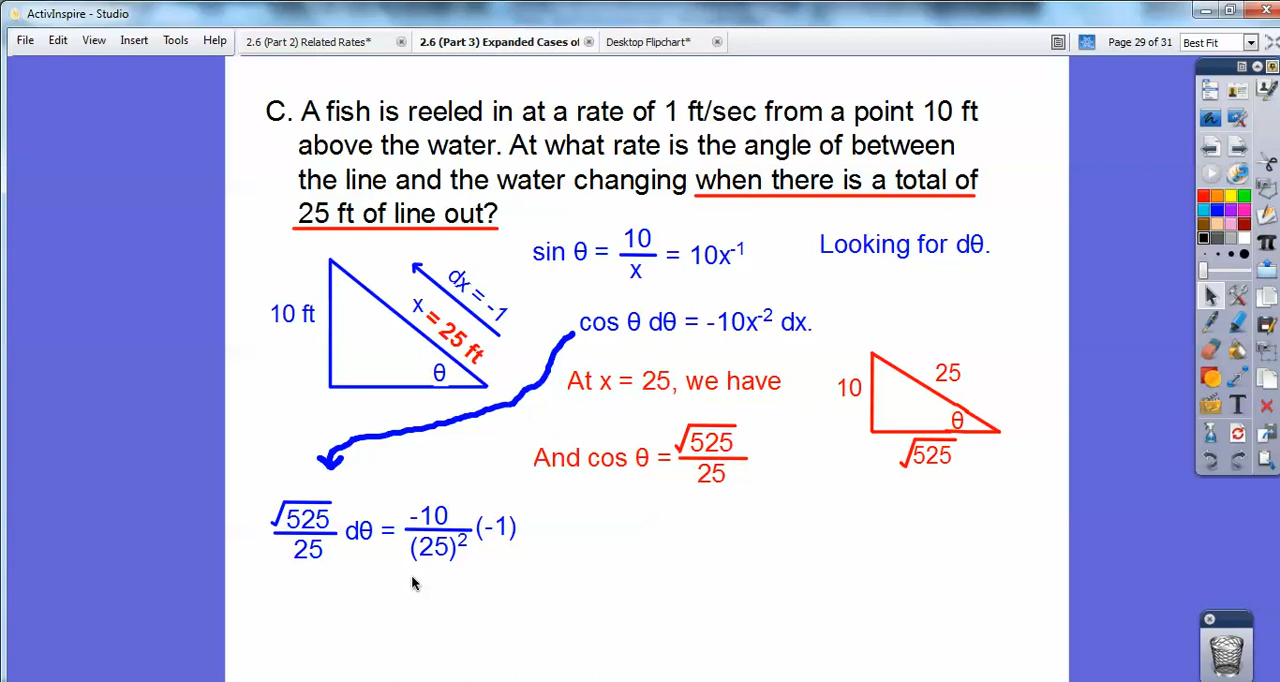 ActivInspire - Studio
File Edit View Insert Tools Help
2.6 (Part 2) Related Rates*
2.6 (Part 3) Expanded Cases of
Desktop Flipchart*
Page 29 of 31
Best Fit
C. A fish is reeled in at a rate of 1 ft/sec from a point 10 ft
above the water. At what rate is the angle of between
the line and the water changing when there is a total of
25 ft of line out?
sin θ = 10/x = 10x⁻¹
Looking for dθ.
10 ft
x = 25 ft
dx = -1
θ
cos θ dθ = -10x⁻² dx.
At x = 25, we have
10
25
θ
√525
And cos θ = √525/25
√525/25 dθ = -10/(25)² (-1)